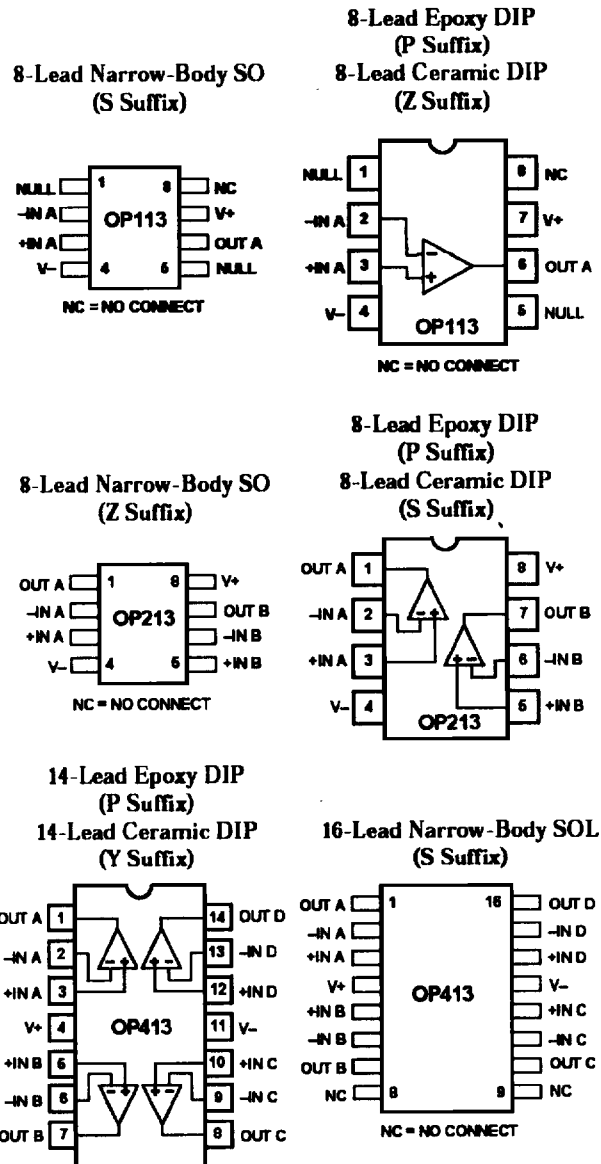 8-Lead Narrow-Body SO
(S Suffix)
NULL 1 8 NC
–IN A OP113 V+
+IN A OUT A
V– 4 5 NULL
NC = NO CONNECT
8-Lead Epoxy DIP
(P Suffix)
8-Lead Ceramic DIP
(Z Suffix)
NULL 1 8 NC
–IN A 2 7 V+
+IN A 3 6 OUT A
V– 4 OP113 5 NULL
NC = NO CONNECT
8-Lead Narrow-Body SO
(Z Suffix)
OUT A 1 8 V+
–IN A OP213 OUT B
+IN A –IN B
V– 4 5 +IN B
NC = NO CONNECT
8-Lead Epoxy DIP
(P Suffix)
8-Lead Ceramic DIP
(S Suffix)
OUT A 1 8 V+
–IN A 2 7 OUT B
+IN A 3 6 –IN B
V– 4 OP213 5 +IN B
14-Lead Epoxy DIP
(P Suffix)
14-Lead Ceramic DIP
(Y Suffix)
OUT A 1 14 OUT D
–IN A 2 13 –IN D
+IN A 3 12 +IN D
V+ 4 OP413 11 V–
+IN B 5 10 +IN C
–IN B 6 9 –IN C
OUT B 7 8 OUT C
16-Lead Narrow-Body SOL
(S Suffix)
OUT A 1 16 OUT D
–IN A –IN D
+IN A +IN D
V+ OP413 V–
+IN B +IN C
–IN B –IN C
OUT B OUT C
NC 8 9 NC
NC = NO CONNECT